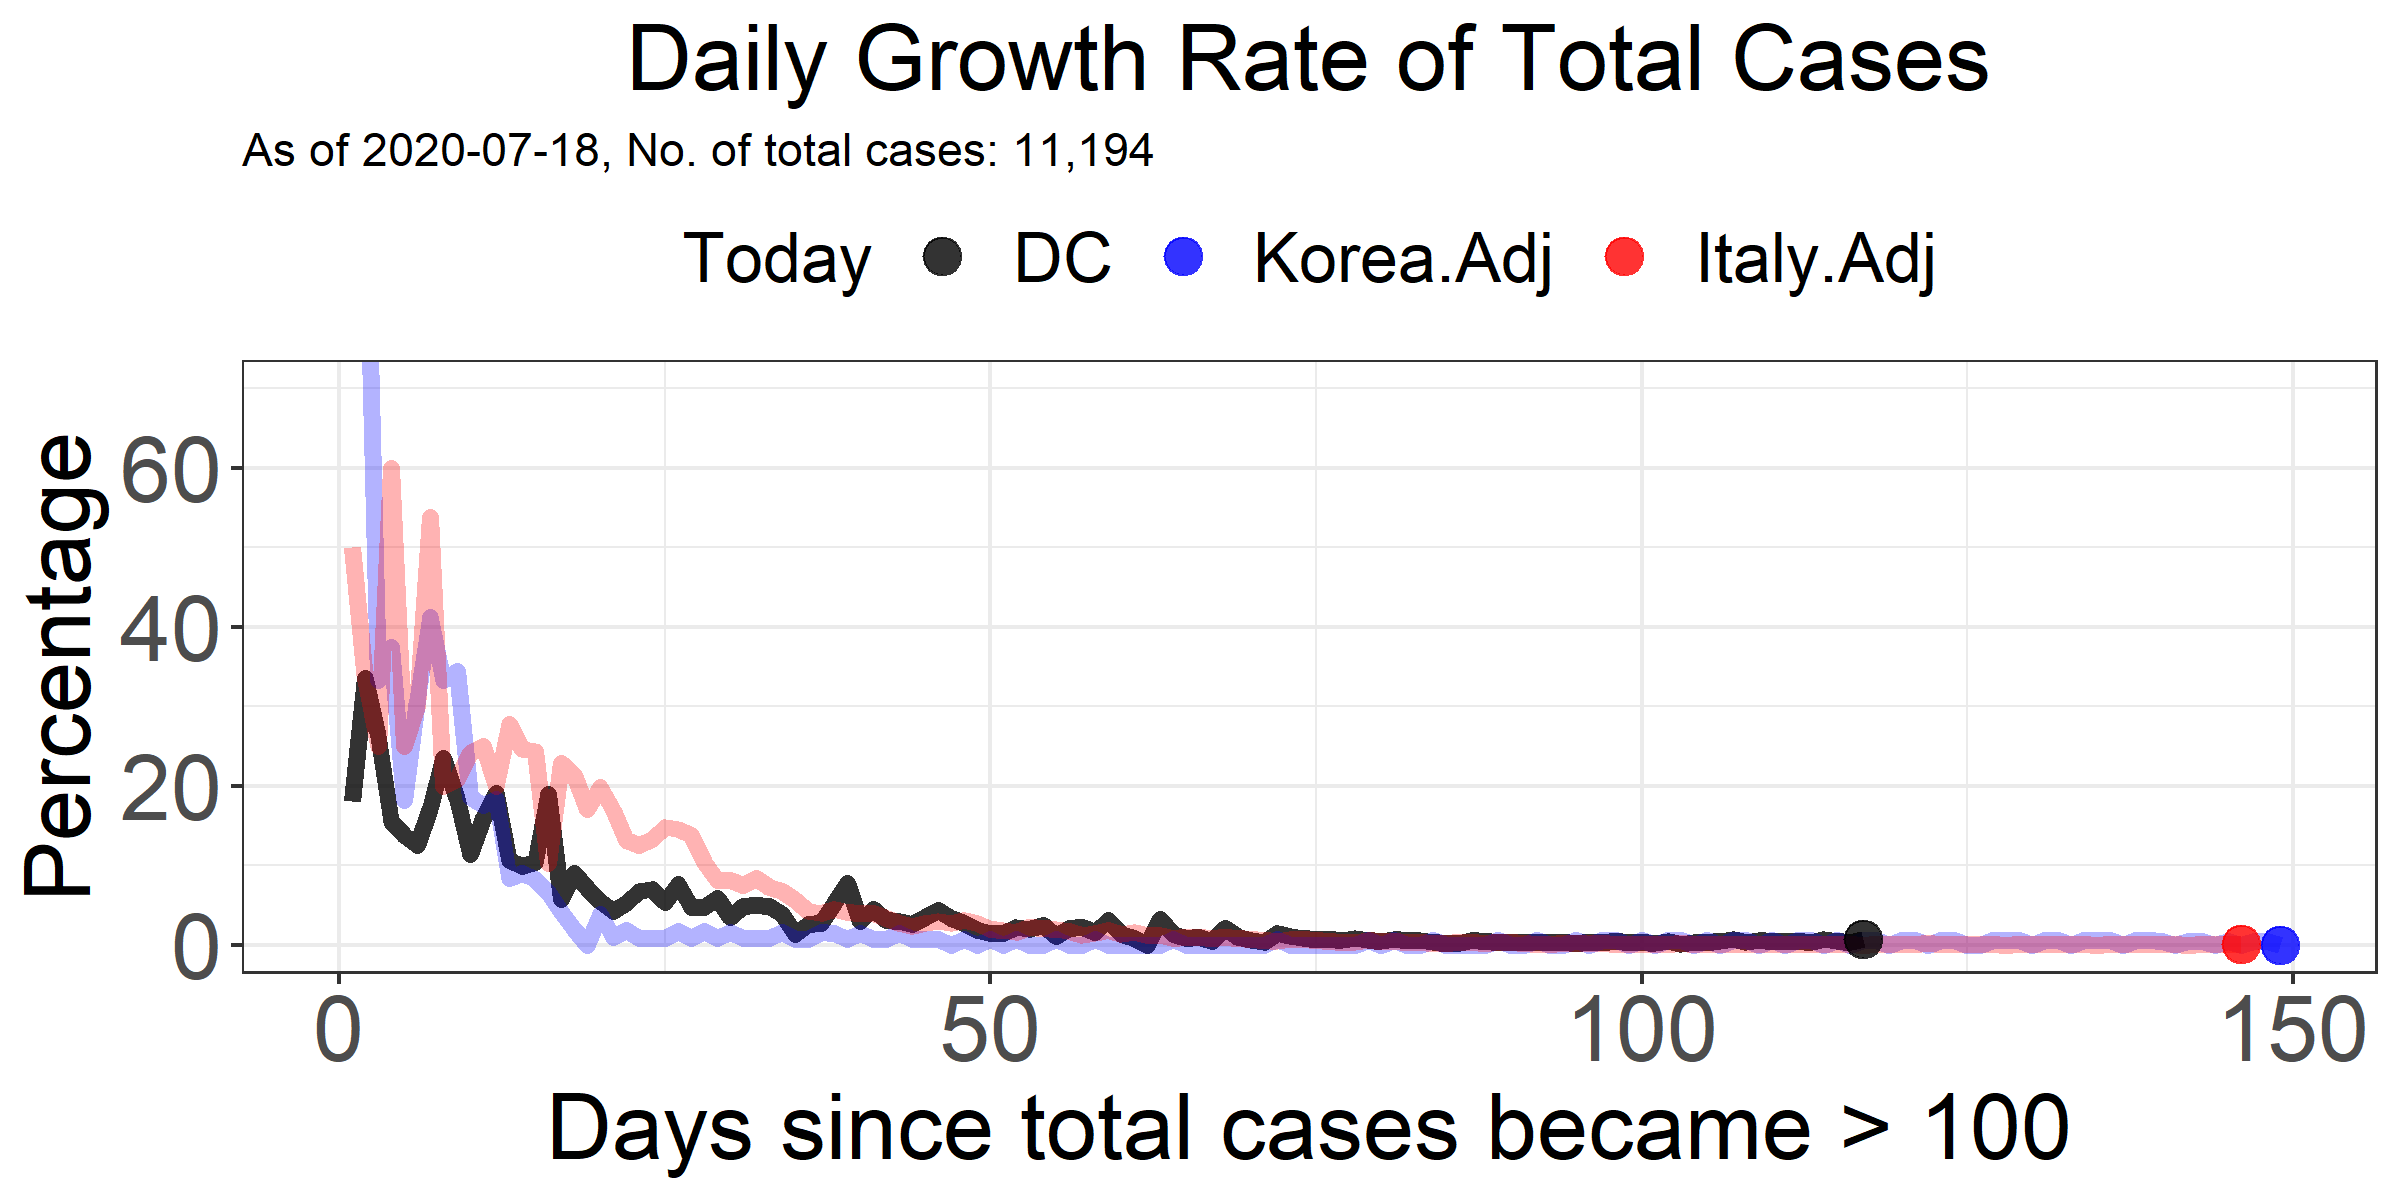 Daily Growth Rate of Total Cases
As of 2020-07-18, No. of total cases: 11,194
Today DC Korea.Adj Italy.Adj
Percentage
60
40
20
0
0 50 100 150
Days since total cases became > 100